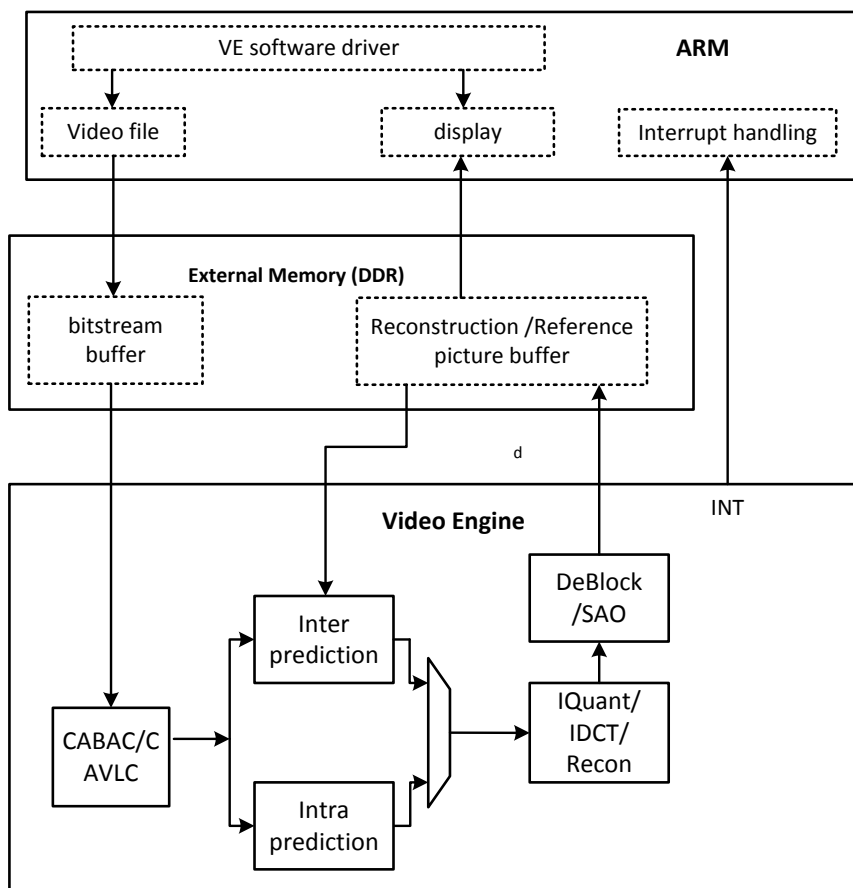 VE software driver
ARM
Video file
display
Interrupt handling
External Memory (DDR)
bitstream
buffer
Reconstruction /Reference
picture buffer
d
INT
Video Engine
DeBlock
/SAO
Inter
prediction
IQuant/
IDCT/
Recon
CABAC/C
AVLC
Intra
prediction